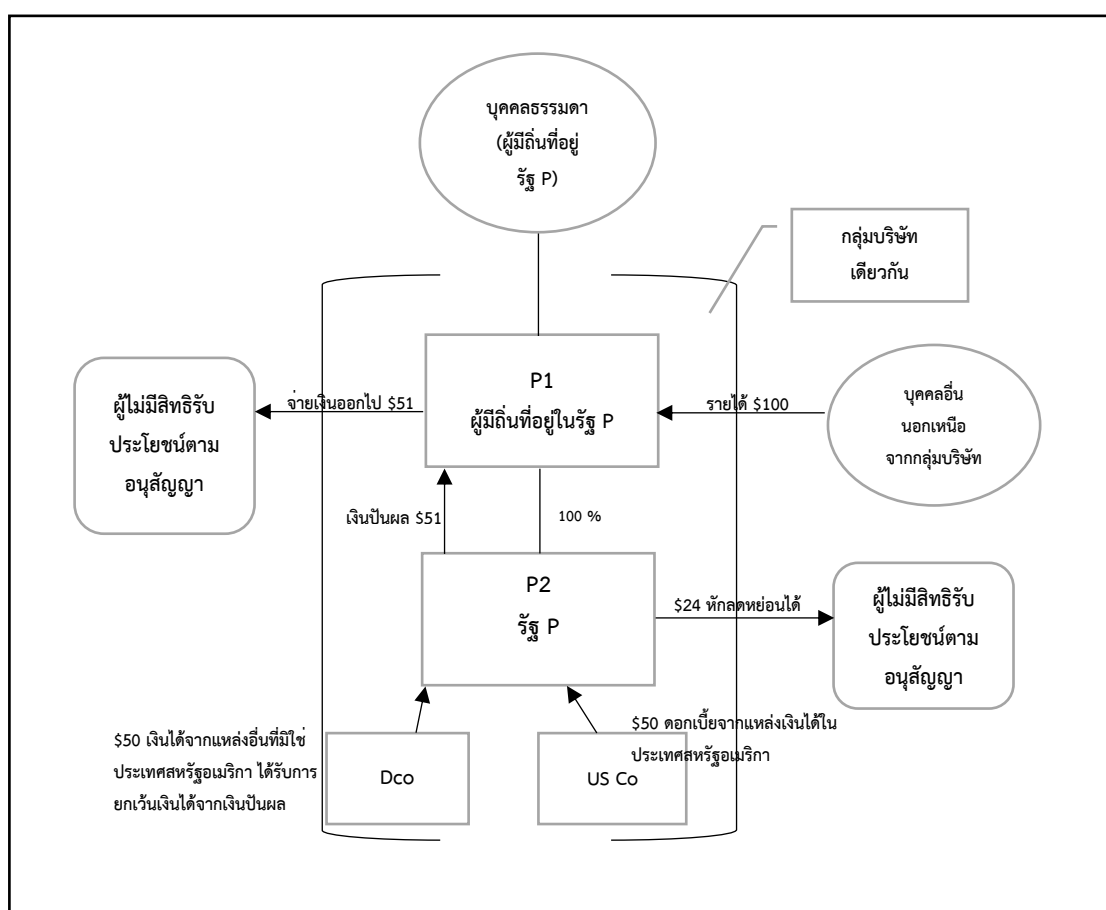 บุคคลธรรมดา
(ผู้มีถิ่นที่อยู่
รัฐ P)
กลุ่มบริษัท
เดียวกัน
ผู้ไม่มีสิทธิรับ
ประโยชน์ตาม
อนุสัญญา
จ่ายเงินออกไป $51
P1
ผู้มีถิ่นที่อยู่ในรัฐ P
รายได้ $100
บุคคลอื่น
นอกเหนือ
จากกลุ่มบริษัท
เงินปันผล $51
100 %
P2
รัฐ P
$24 หักลดหย่อนได้
ผู้ไม่มีสิทธิรับ
ประโยชน์ตาม
อนุสัญญา
$50 เงินได้จากแหล่งอื่นที่มิใช่
ประเทศสหรัฐอเมริกา ได้รับการ
ยกเว้นเงินได้จากเงินปันผล
Dco
US Co
$50 ดอกเบี้ยจากแหล่งเงินได้ใน
ประเทศสหรัฐอเมริกา